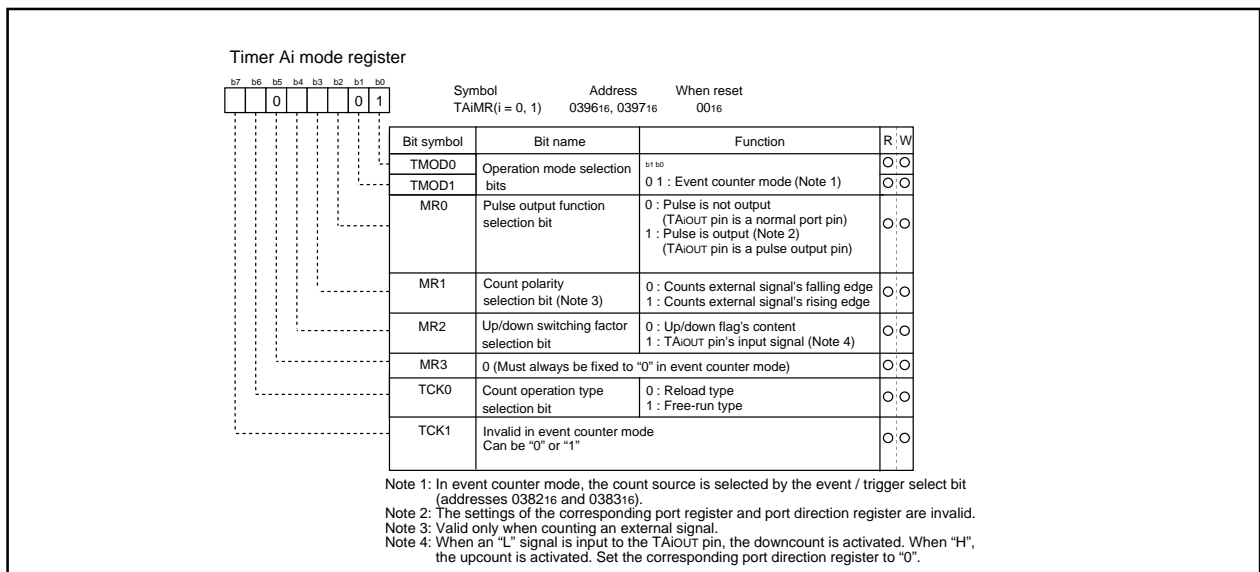 Timer Ai mode register
b7 b6 b5 b4 b3 b2 b1 b0
0 0 1
Symbol Address When reset
TAiMR(i = 0, 1) 039616, 039716 0016
Bit symbol Bit name Function R W
TMOD0 Operation mode selection b1 b0
TMOD1 bits 0 1 : Event counter mode (Note 1)
MR0 Pulse output function 0 : Pulse is not output
selection bit (TAiOUT pin is a normal port pin)
1 : Pulse is output (Note 2)
(TAiOUT pin is a pulse output pin)
MR1 Count polarity 0 : Counts external signal's falling edge
selection bit (Note 3) 1 : Counts external signal's rising edge
MR2 Up/down switching factor 0 : Up/down flag's content
selection bit 1 : TAiOUT pin's input signal (Note 4)
MR3 0 (Must always be fixed to “0” in event counter mode)
TCK0 Count operation type 0 : Reload type
selection bit 1 : Free-run type
TCK1 Invalid in event counter mode
Can be “0” or “1”
Note 1: In event counter mode, the count source is selected by the event / trigger select bit
(addresses 038216 and 038316).
Note 2: The settings of the corresponding port register and port direction register are invalid.
Note 3: Valid only when counting an external signal.
Note 4: When an “L” signal is input to the TAiOUT pin, the downcount is activated. When “H”,
the upcount is activated. Set the corresponding port direction register to “0”.